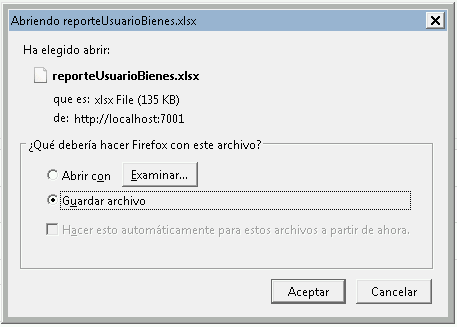 Abriendo reporteUsuarioBienes.xlsx
Ha elegido abrir:
reporteUsuarioBienes.xlsx
que es: xlsx File (135 KB)
de: http://localhost:7001
¿Qué debería hacer Firefox con este archivo?
Abrir con Examinar...
Guardar archivo
Hacer esto automáticamente para estos archivos a partir de ahora.
Aceptar Cancelar